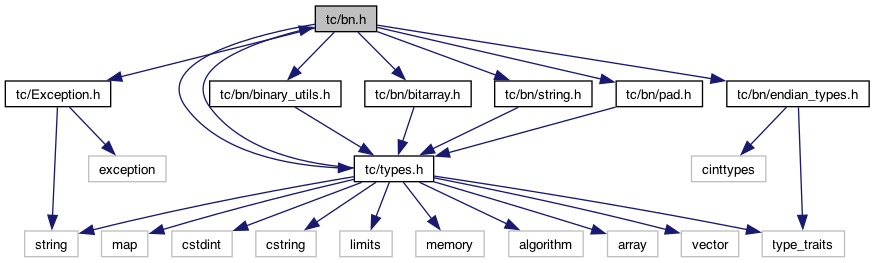 tc/bn.h
tc/Exception.h
tc/bn/binary_utils.h
tc/bn/bitarray.h
tc/bn/string.h
tc/bn/pad.h
tc/bn/endian_types.h
exception
tc/types.h
cinttypes
string
map
cstdint
cstring
limits
memory
algorithm
array
vector
type_traits